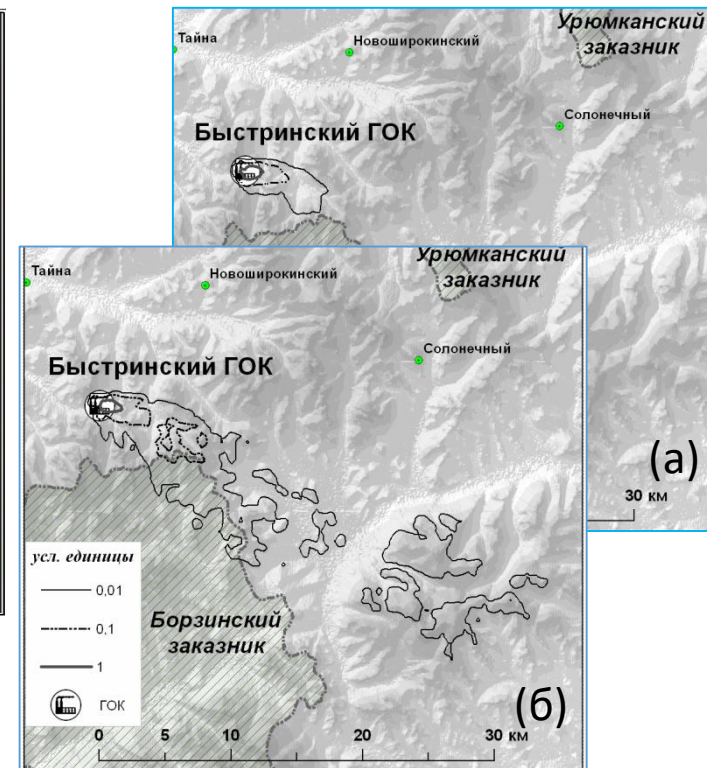 Урюмканский
заказник
Тайна
Новоширокинский
Солонечный
Быстринский ГОК
(а)
30 км
Урюмканский
заказник
Тайна
Новоширокинский
Солонечный
Быстринский ГОК
усл. единицы
0,01
0,1
1
ГОК
Борзинский
заказник
(б)
0 5 10 20 30 км